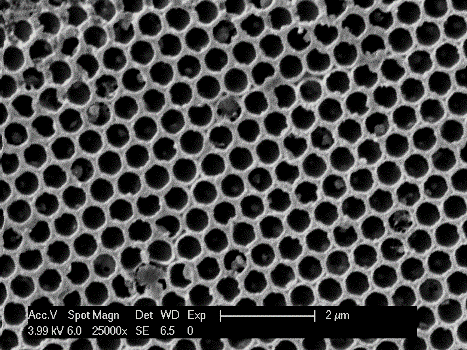 Acc.V Spot Magn Det WD Exp 2 µm
3.99 kV 6.0 25000x SE 6.5 0